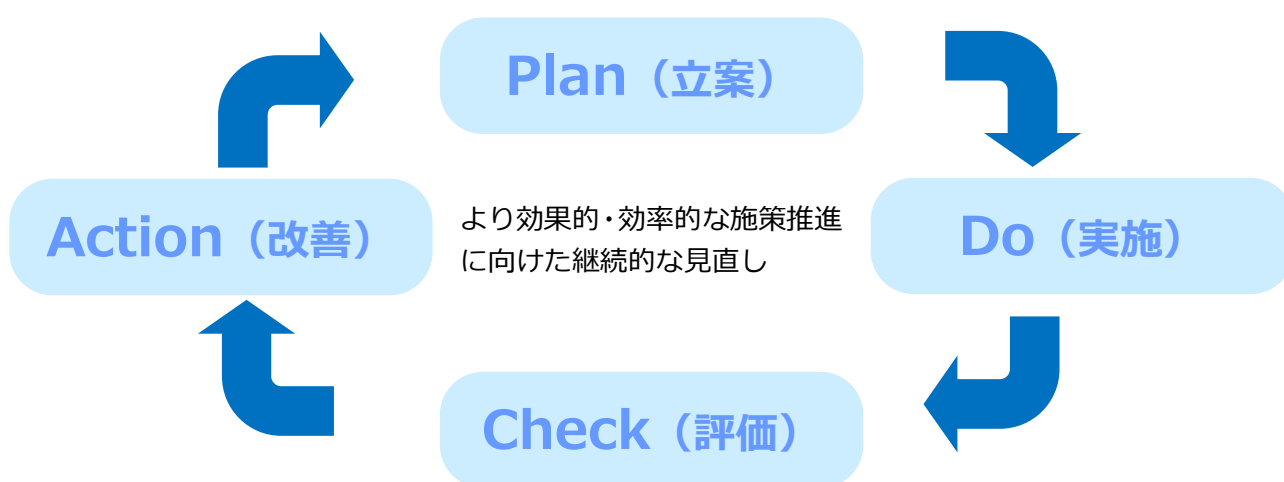 Plan（立案）
Action（改善）
より効果的・効率的な施策推進
に向けた継続的な見直し
Do（実施）
Check（評価）